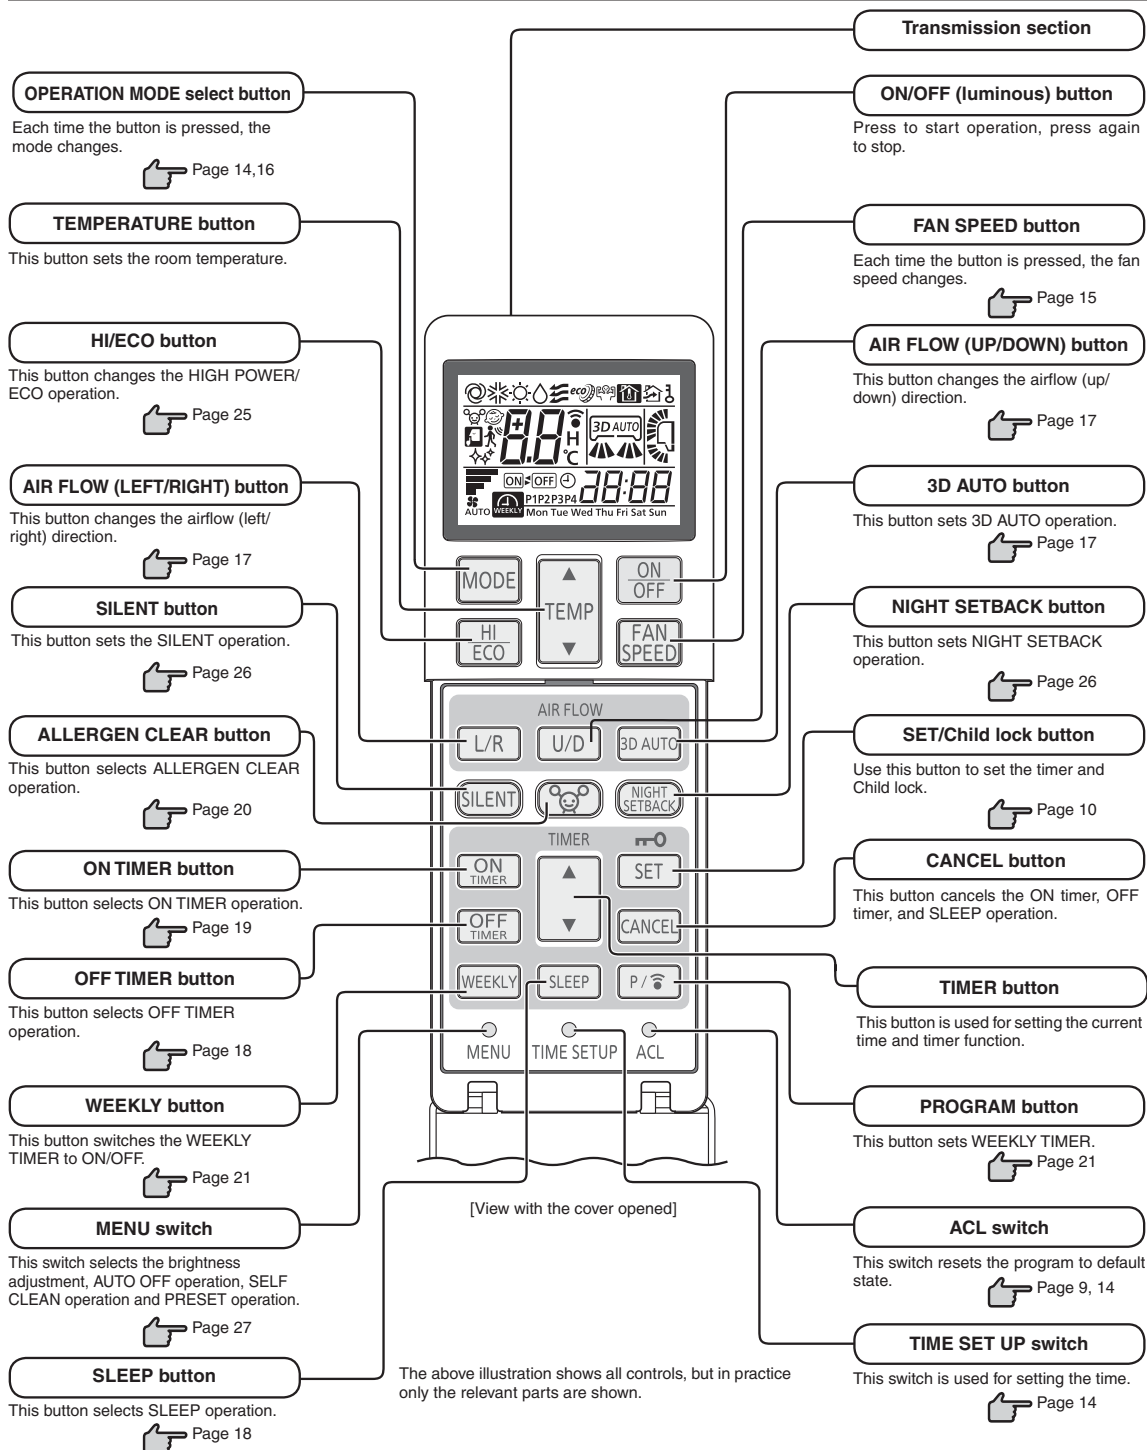 Transmission section
OPERATION MODE select button
Each time the button is pressed, the
mode changes.
Page 14,16
TEMPERATURE button
This button sets the room temperature.
HI/ECO button
This button changes the HIGH POWER/
ECO operation.
Page 25
AIR FLOW (LEFT/RIGHT) button
This button changes the airflow (left/
right) direction.
Page 17
SILENT button
This button sets the SILENT operation.
Page 26
ALLERGEN CLEAR button
This button selects ALLERGEN CLEAR
operation.
Page 20
ON TIMER button
This button selects ON TIMER operation.
Page 19
OFF TIMER button
This button selects OFF TIMER
operation.
Page 18
WEEKLY button
This button switches the WEEKLY
TIMER to ON/OFF.
Page 21
MENU switch
This switch selects the brightness
adjustment, AUTO OFF operation, SELF
CLEAN operation and PRESET operation.
Page 27
SLEEP button
This button selects SLEEP operation.
Page 18
eco
+
8.8
H
°C
3D AUTO
ON OFF
28:88
P1P2P3P4
AUTO WEEKLY Mon Tue Wed Thu Fri Sat Sun
MODE
TEMP
ON
OFF
HI
ECO
FAN
SPEED
AIR FLOW
L/R
U/D
3D AUTO
SILENT
NIGHT
SETBACK
TIMER
ON
TIMER
SET
OFF
TIMER
CANCEL
WEEKLY
SLEEP
P/
MENU
TIME SETUP
ACL
[View with the cover opened]
The above illustration shows all controls, but in practice
only the relevant parts are shown.
ON/OFF (luminous) button
Press to start operation, press again
to stop.
FAN SPEED button
Each time the button is pressed, the fan
speed changes.
Page 15
AIR FLOW (UP/DOWN) button
This button changes the airflow (up/
down) direction.
Page 17
3D AUTO button
This button sets 3D AUTO operation.
Page 17
NIGHT SETBACK button
This button sets NIGHT SETBACK
operation.
Page 26
SET/Child lock button
Use this button to set the timer and
Child lock.
Page 10
CANCEL button
This button cancels the ON timer, OFF
timer, and SLEEP operation.
TIMER button
This button is used for setting the current
time and timer function.
PROGRAM button
This button sets WEEKLY TIMER.
Page 21
ACL switch
This switch resets the program to default
state.
Page 9, 14
TIME SET UP switch
This switch is used for setting the time.
Page 14